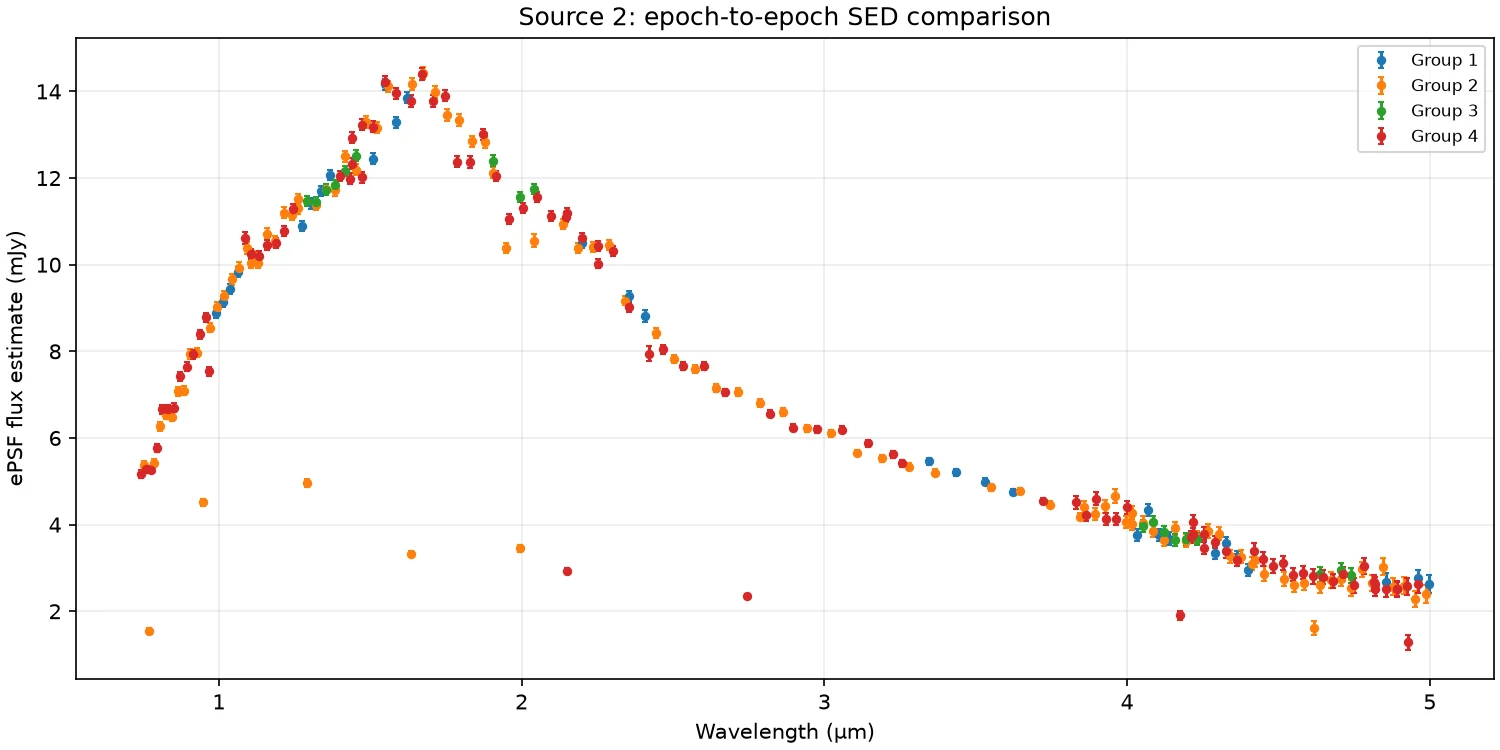 Source 2: epoch-to-epoch SED comparison
ePSF flux estimate (mJy)
14
12
10
8
6
4
2
1
2
3
4
5
Wavelength (μm)
Group 1
Group 2
Group 3
Group 4